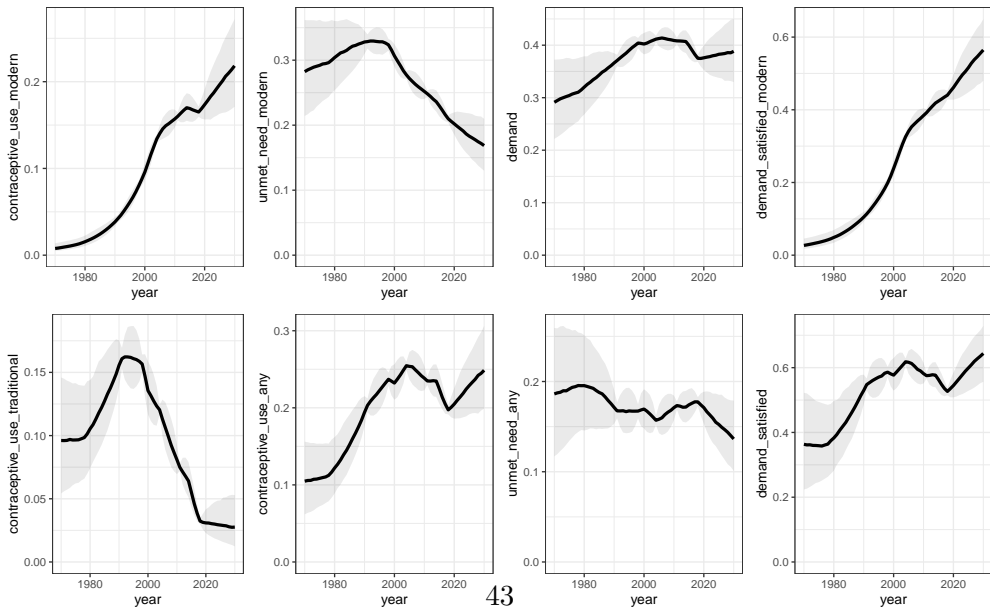 contraceptive_use_modern
0.0
0.1
0.2
1980 2000 2020
year
unmet_need_modern
0.0
0.1
0.2
0.3
1980 2000 2020
year
demand
0.0
0.1
0.2
0.3
0.4
1980 2000 2020
year
demand_satisfied_modern
0.0
0.2
0.4
0.6
1980 2000 2020
year
contraceptive_use_traditional
0.00
0.05
0.10
0.15
1980 2000 2020
year
contraceptive_use_any
0.0
0.1
0.2
0.3
1980 2000 2020
year
unmet_need_any
0.0
0.1
0.2
1980 2000 2020
year
demand_satisfied
0.0
0.2
0.4
0.6
1980 2000 2020
year
43